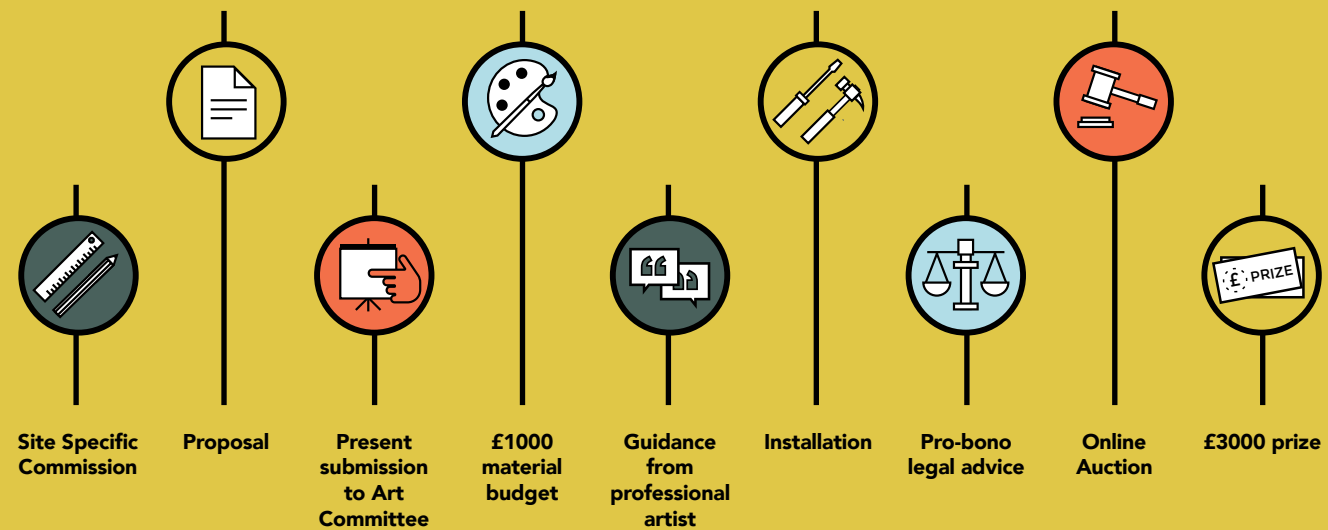 £ PRIZE
Site Specific
Commission
Proposal
Present
submission
to Art
Committee
£1000
material
budget
Guidance
from
professional
artist
Installation
Pro-bono
legal advice
Online
Auction
£3000 prize